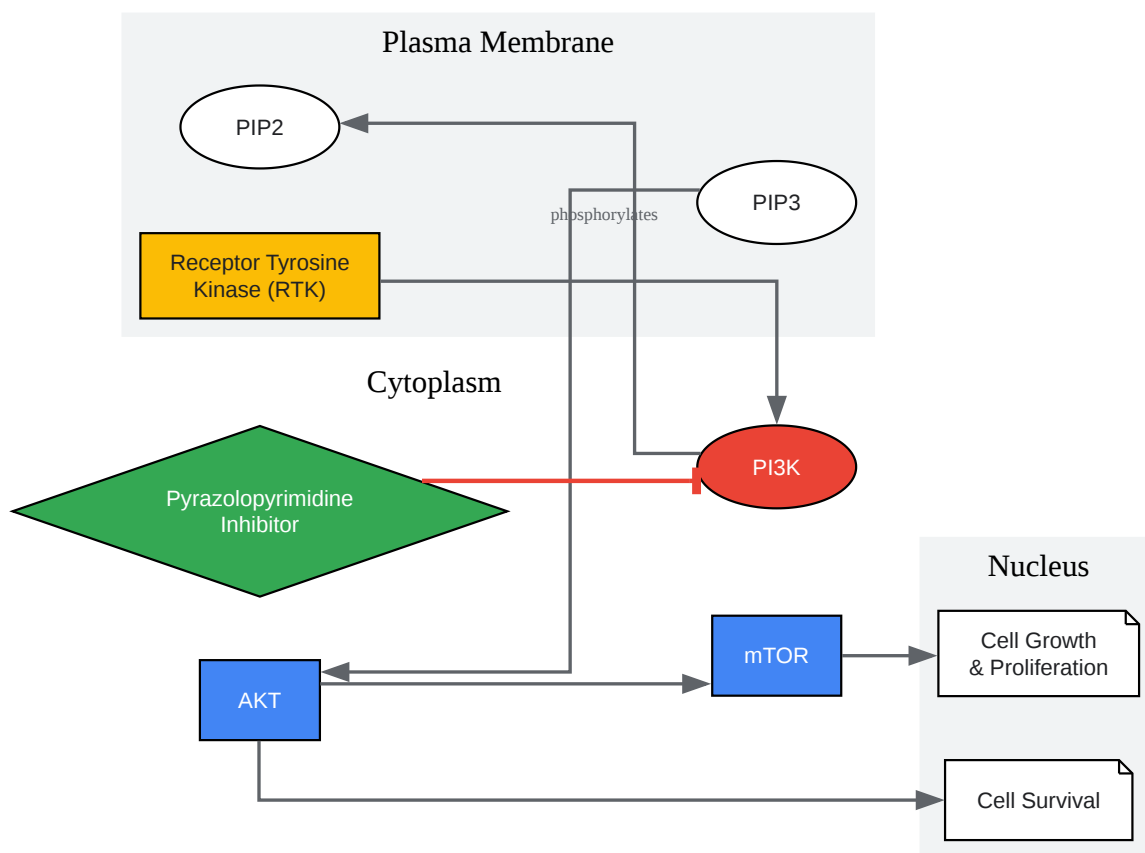 Plasma Membrane
PIP2
PIP3
phosphorylates
Receptor Tyrosine
Kinase (RTK)
Cytoplasm
PI3K
Pyrazolopyrimidine
Inhibitor
Nucleus
Cell Growth
& Proliferation
mTOR
AKT
Cell Survival